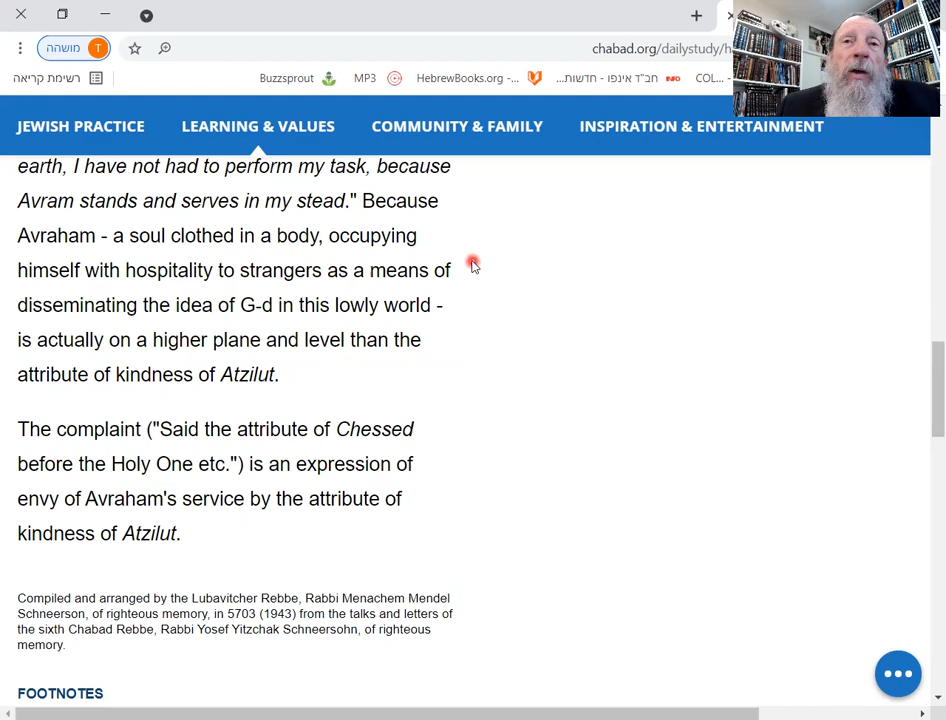 מושהה
T
chabad.org/dailystudy/h
רשימת קריאה
Buzzsprout
MP3
HebrewBooks.org -...
חב"ד אינפו - חדשות...
INFO
COL...
JEWISH PRACTICE
LEARNING & VALUES
COMMUNITY & FAMILY
INSPIRATION & ENTERTAINMENT
earth, I have not had to perform my task, because
Avram stands and serves in my stead." Because
Avraham - a soul clothed in a body, occupying
himself with hospitality to strangers as a means of
disseminating the idea of G-d in this lowly world -
is actually on a higher plane and level than the
attribute of kindness of Atzilut.
The complaint ("Said the attribute of Chessed
before the Holy One etc.") is an expression of
envy of Avraham's service by the attribute of
kindness of Atzilut.
Compiled and arranged by the Lubavitcher Rebbe, Rabbi Menachem Mendel
Schneerson, of righteous memory, in 5703 (1943) from the talks and letters of
the sixth Chabad Rebbe, Rabbi Yosef Yitzchak Schneersohn, of righteous
memory.
FOOTNOTES